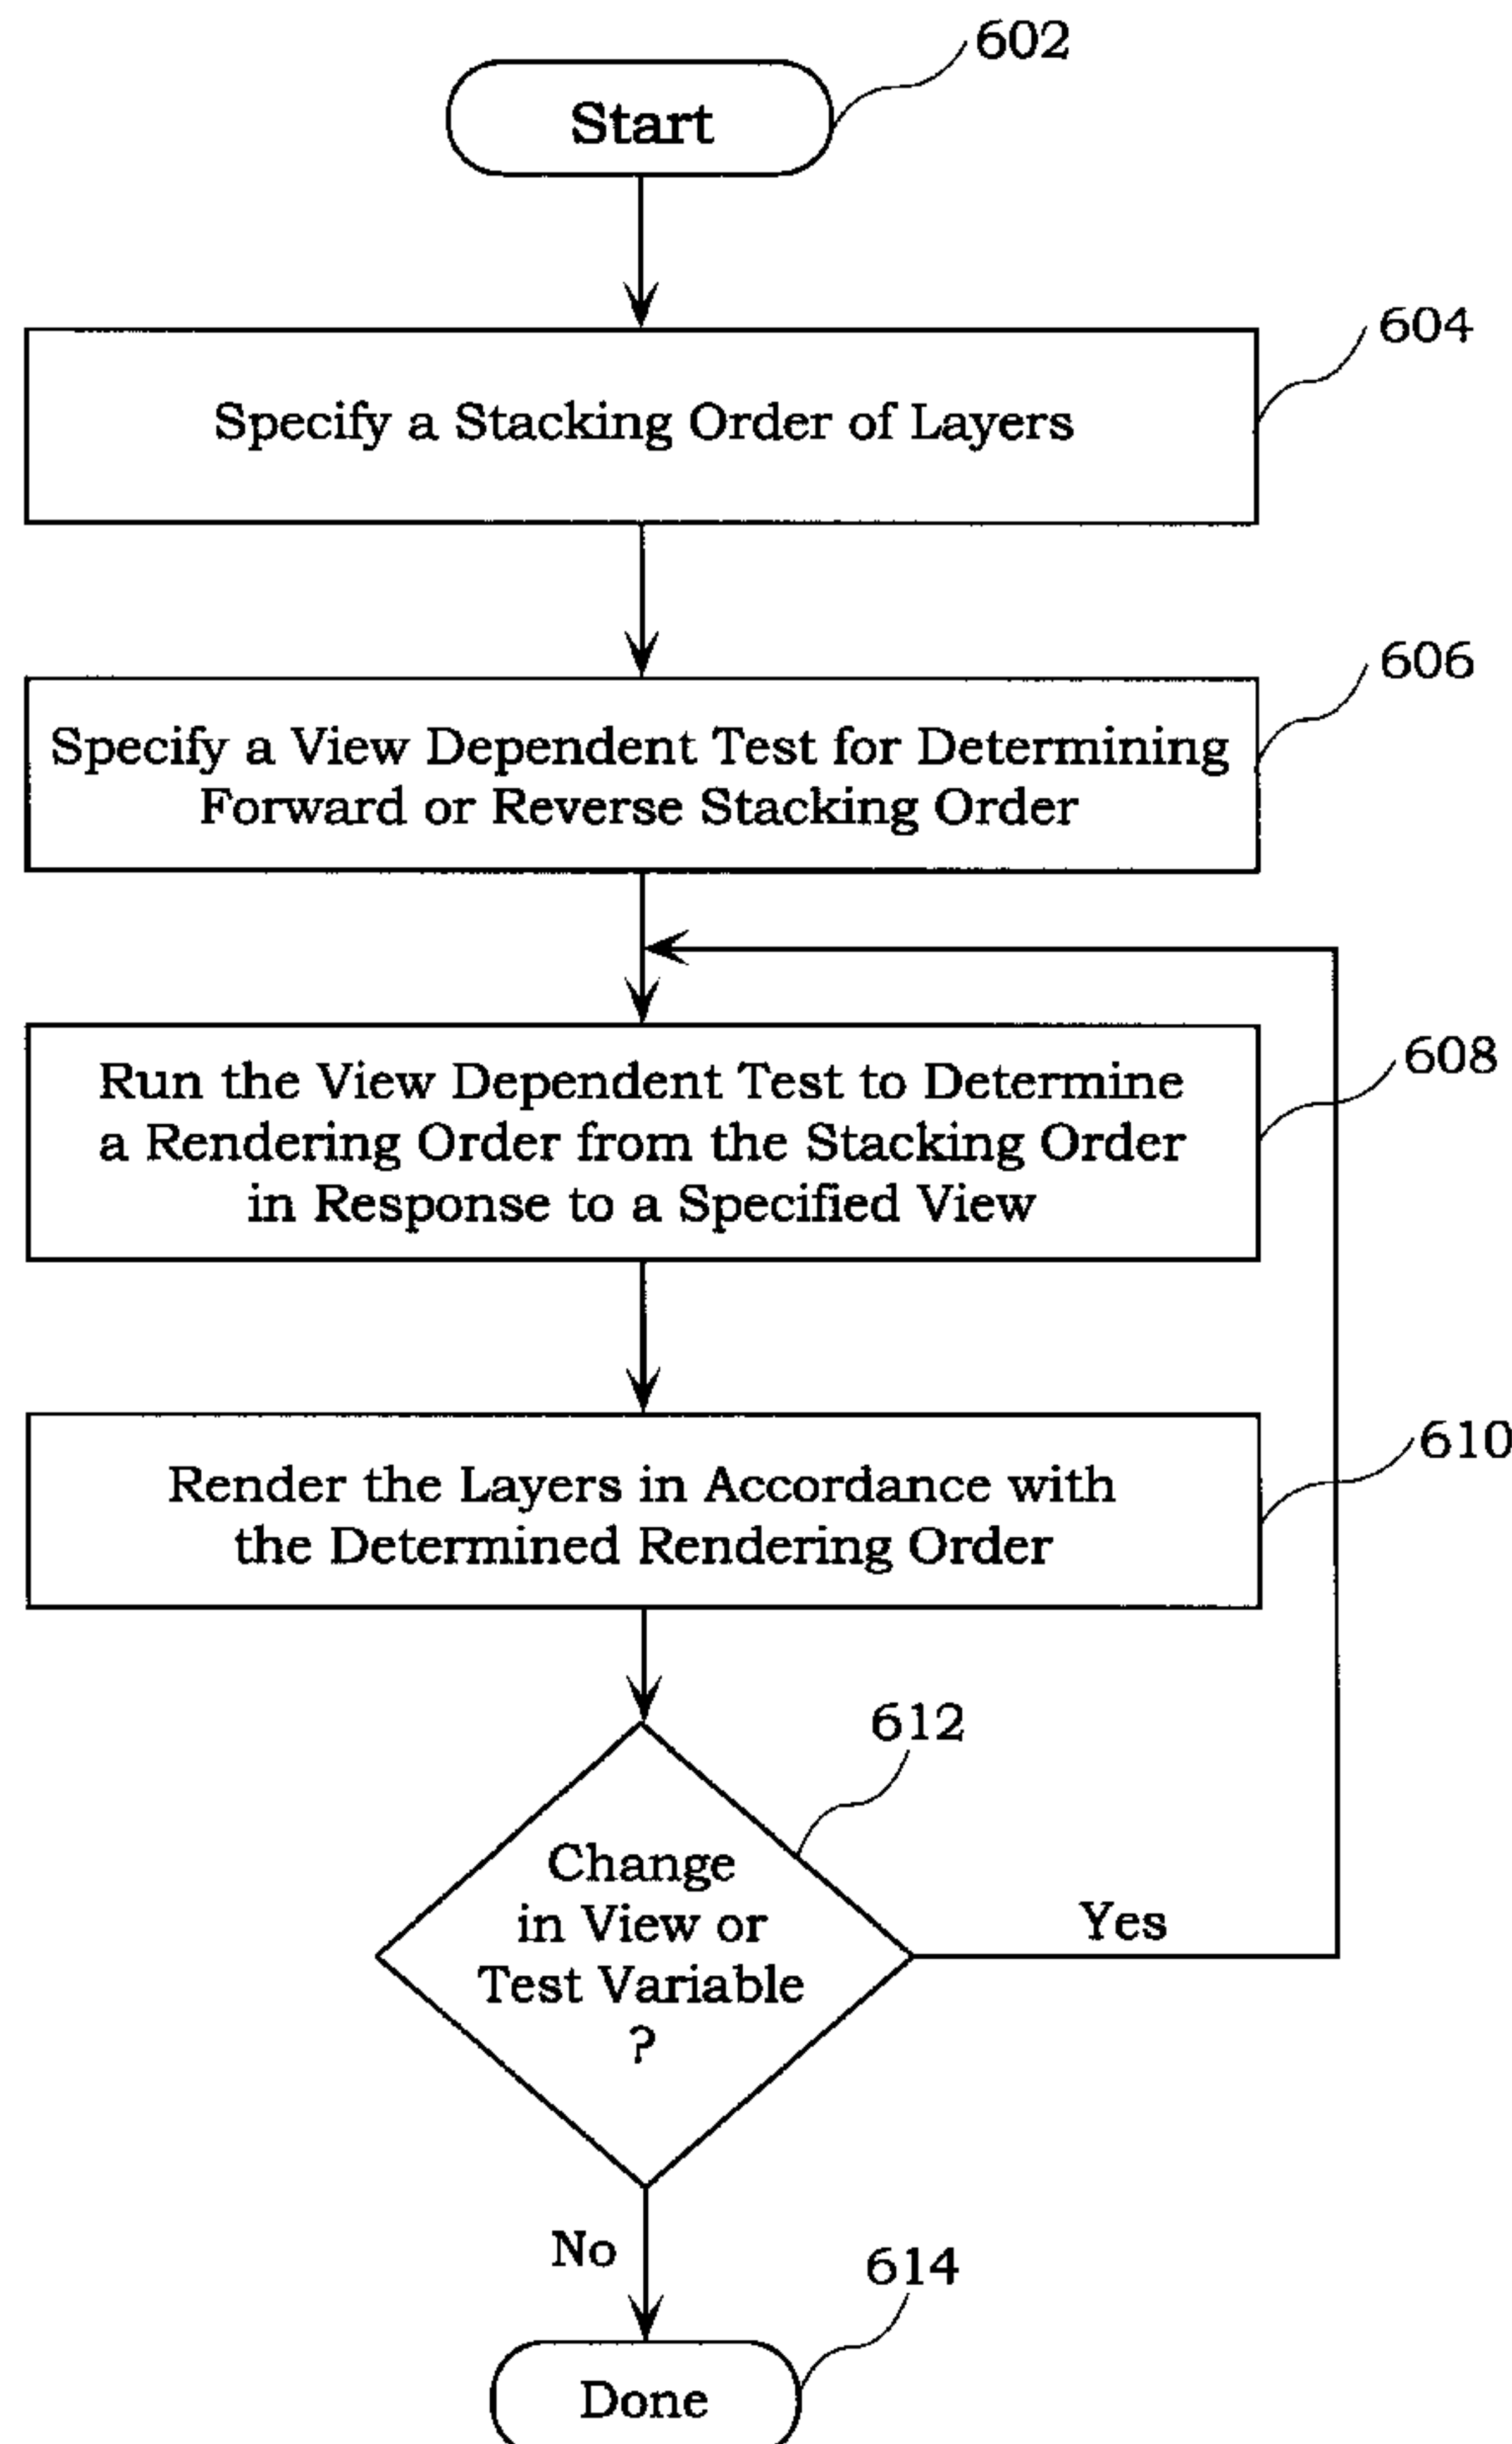 602
Start
604
Specify a Stacking Order of Layers
606
Specify a View Dependent Test for Determining
Forward or Reverse Stacking Order
608
Run the View Dependent Test to Determine
a Rendering Order from the Stacking Order
in Response to a Specified View
610
Render the Layers in Accordance with
the Determined Rendering Order
612
Change
in View or
Test Variable
?
Yes
No
614
Done